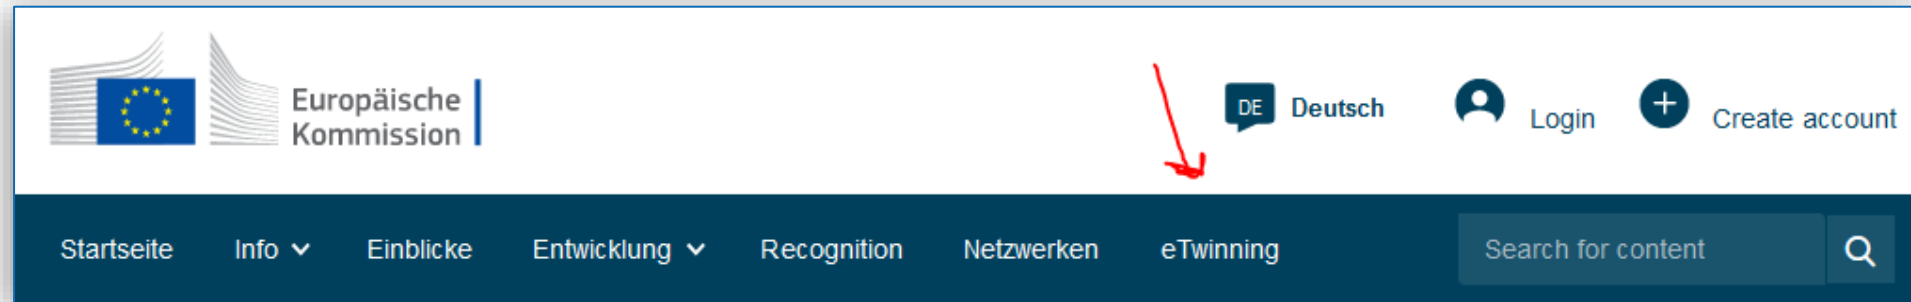 Europäische
Kommission
DE Deutsch Login Create account
Startseite Info Einblicke Entwicklung Recognition Netzwerken eTwinning Search for content